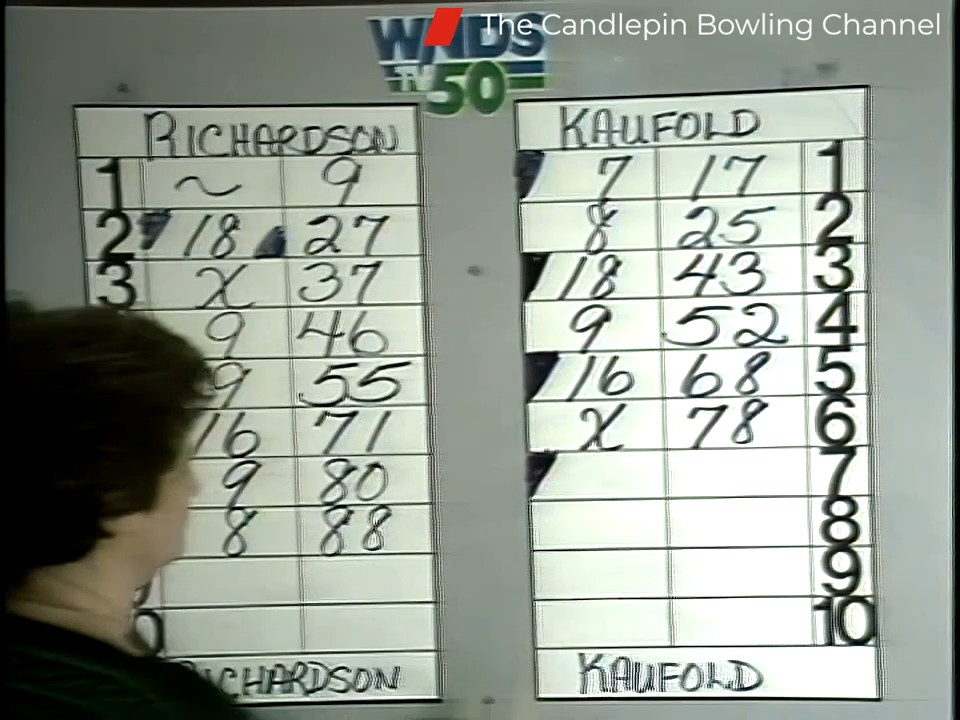 The Candlepin Bowling Channel
WNDS
TV 50
RICHARDSON
1 ~ 9
2 18 27
3 X 37
9 46
9 55
16 71
9 80
8 88
RICHARDSON
KAUFOLD
7 17 1
8 25 2
18 43 3
9 52 4
16 68 5
X 78 6
7
8
9
10
KAUFOLD